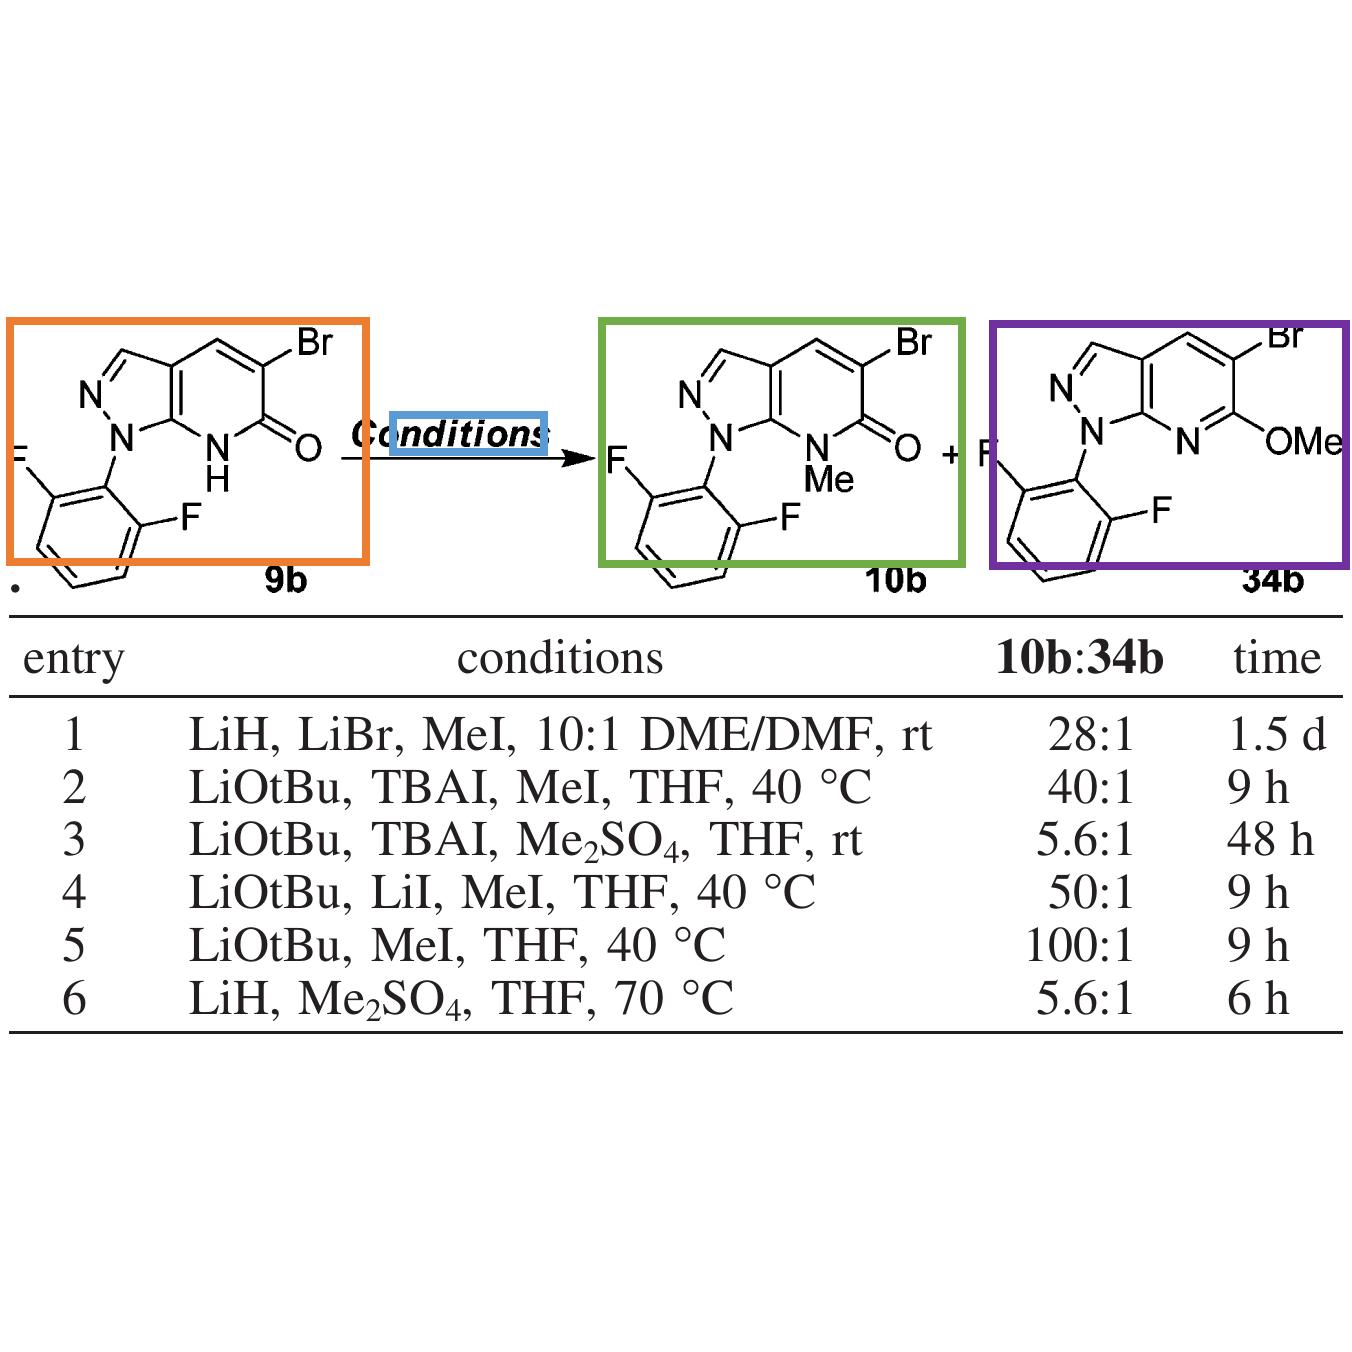 Br Br Br
N N N
N N O Conditions N N O + N N OMe
F H F Me F
F F F
. 9b 10b 34b
entry conditions 10b:34b time
1 LiH, LiBr, MeI, 10:1 DME/DMF, rt 28:1 1.5 d
2 LiOtBu, TBAI, MeI, THF, 40 °C 40:1 9 h
3 LiOtBu, TBAI, Me₂SO₄, THF, rt 5.6:1 48 h
4 LiOtBu, LiI, MeI, THF, 40 °C 50:1 9 h
5 LiOtBu, MeI, THF, 40 °C 100:1 9 h
6 LiH, Me₂SO₄, THF, 70 °C 5.6:1 6 h